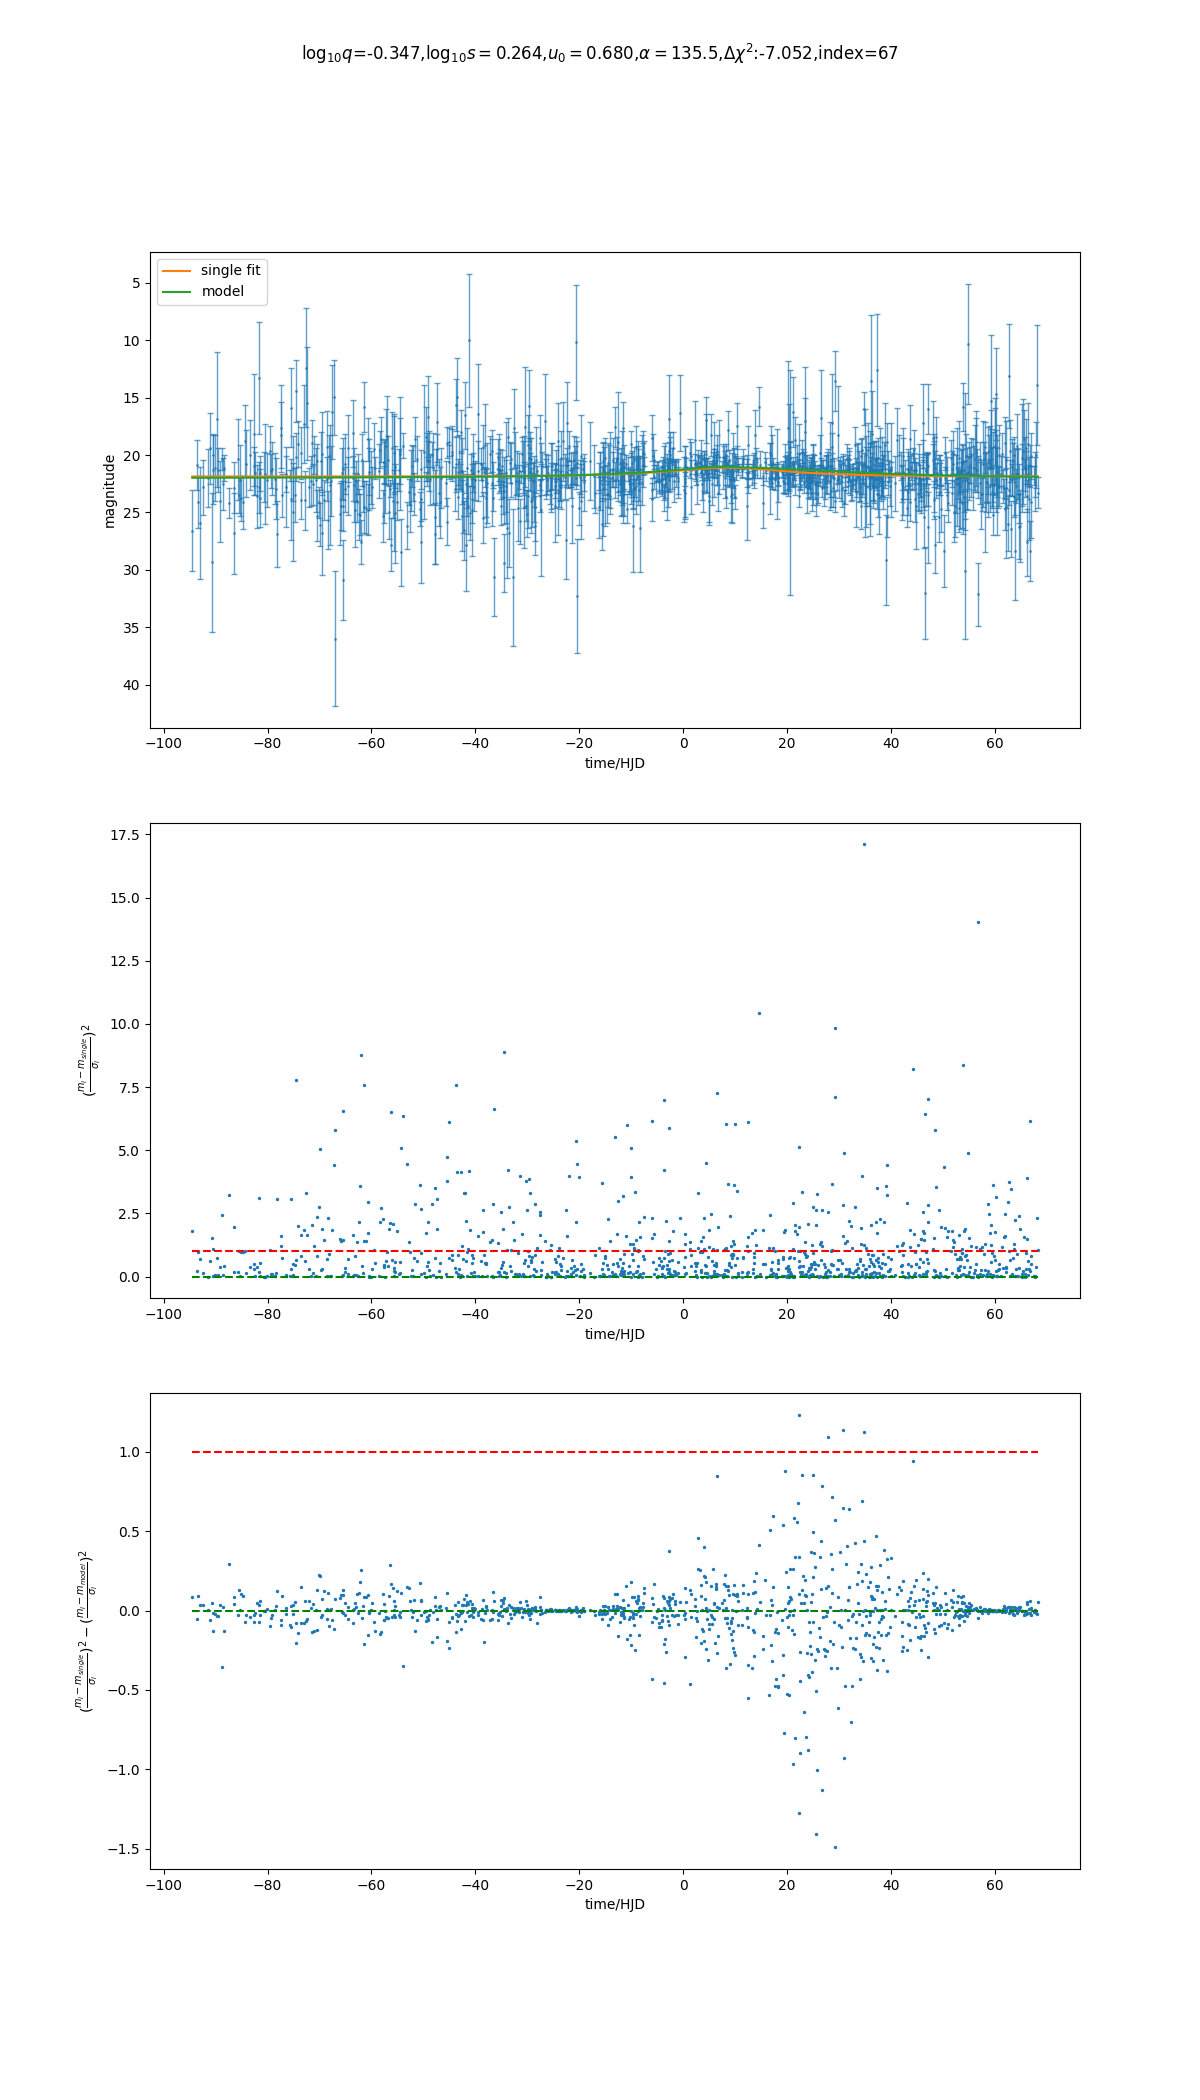 log₁₀q=-0.347,log₁₀s = 0.264,u₀ = 0.680,α = 135.5,Δχ²:-7.052,index=67
single fit
model
magnitude
5
10
15
20
25
30
35
40
−100 −80 −60 −40 −20 0 20 40 60
time/HJD
((mᵢ − m_single)/σᵢ)²
17.5
15.0
12.5
10.0
7.5
5.0
2.5
0.0
−100 −80 −60 −40 −20 0 20 40 60
time/HJD
((mᵢ − m_single)/σᵢ)² − ((mᵢ − m_model)/σᵢ)²
1.0
0.5
0.0
−0.5
−1.0
−1.5
−100 −80 −60 −40 −20 0 20 40 60
time/HJD